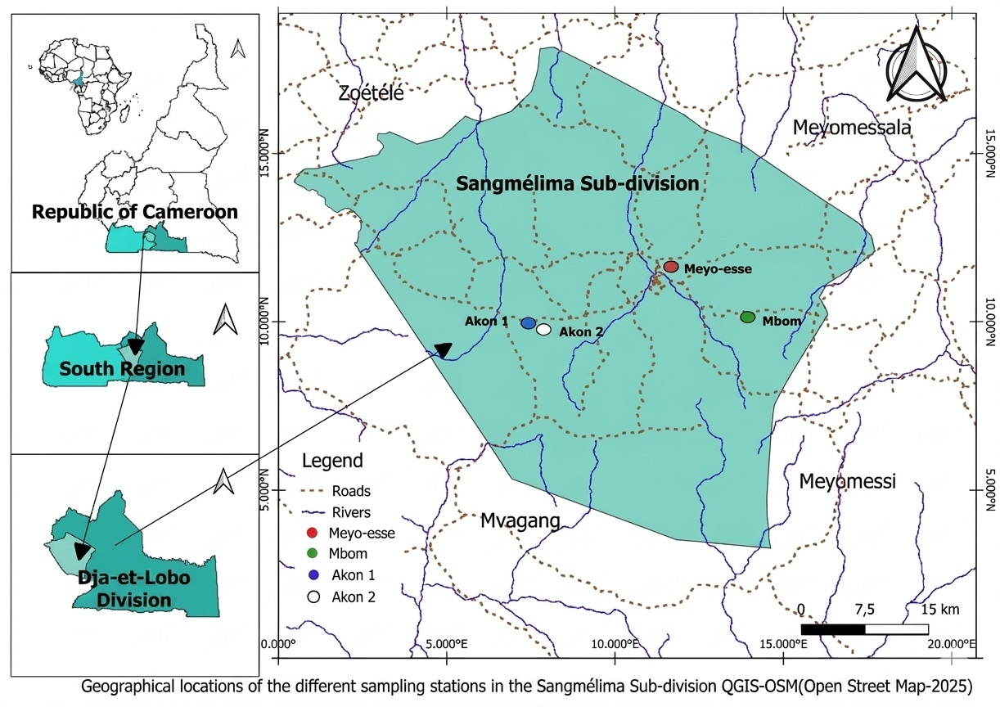 Republic of Cameroon
South Region
Dja-et-Lobo
Division
Zoétélé
Meyomessala
Sangmélima Sub-division
Meyo-esse
Akon 1
Akon 2
Mbom
Meyomessi
Mvagang
15.000°N
10.000°N
5.000°N
15.000°N
10.000°N
5.000°N
Legend
Roads
Rivers
Meyo-esse
Mbom
Akon 1
Akon 2
0 7,5 15 km
0.000° 5.000°E 10.000°E 15.000°E 20.000°E
Geographical locations of the different sampling stations in the Sangmélima Sub-division QGIS-OSM(Open Street Map-2025)